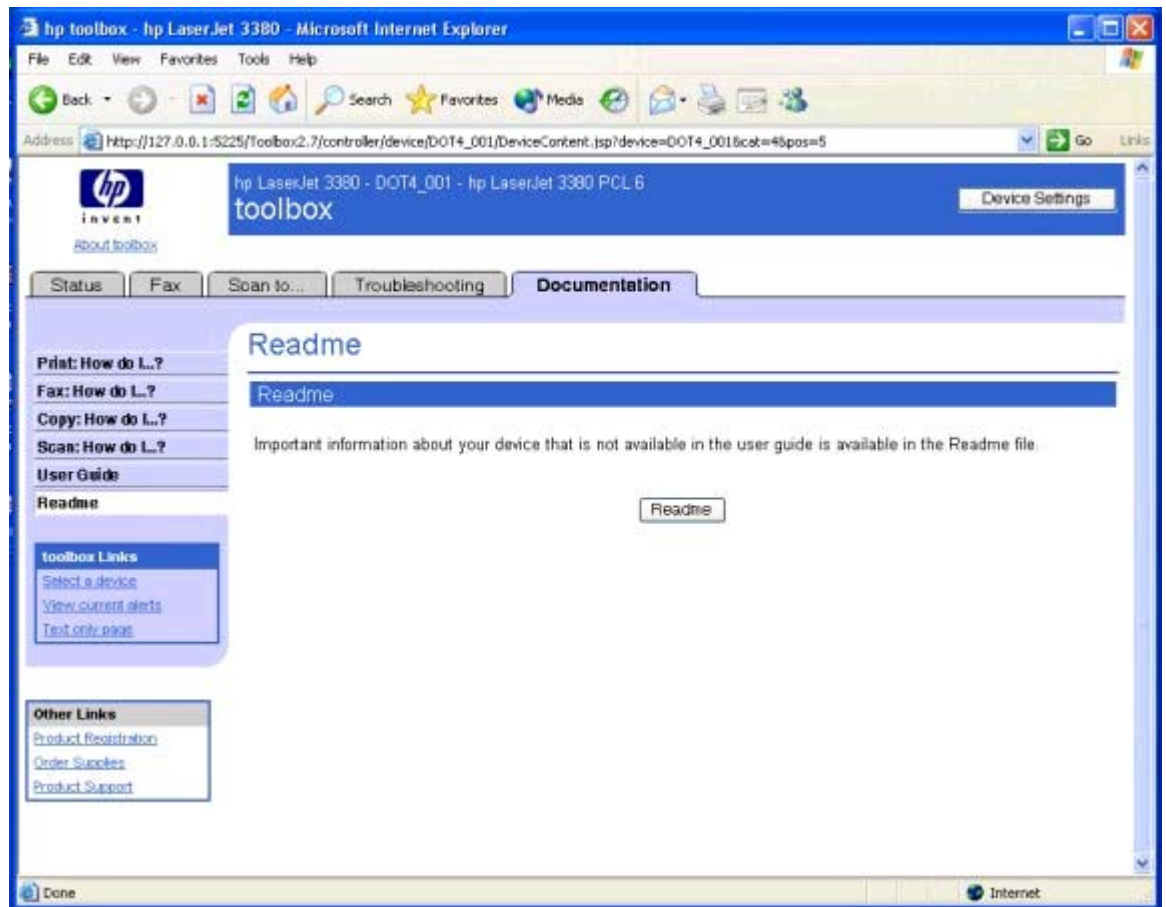 hp toolbox - hp LaserJet 3380 - Microsoft Internet Explorer
File Edit View Favorites Tools Help
Back Search Favorites Media
Address http://127.0.0.1:5225/Toolbox2.7/controller/device/DOT4_001/DeviceContent.jsp?device=DOT4_001&cat=4&pos=5 Go Links
hp
invent
About toolbox
hp LaserJet 3380 - DOT4_001 - hp LaserJet 3380 PCL 6
toolbox
Device Settings
Status Fax Scan to... Troubleshooting Documentation
Print: How do I...?
Fax: How do I...?
Copy: How do I...?
Scan: How do I...?
User Guide
Readme
toolbox Links
Select a device
View current alerts
Text only page
Other Links
Product Registration
Order Supplies
Product Support
Readme
Readme
Important information about your device that is not available in the user guide is available in the Readme file.
Readme
Done Internet